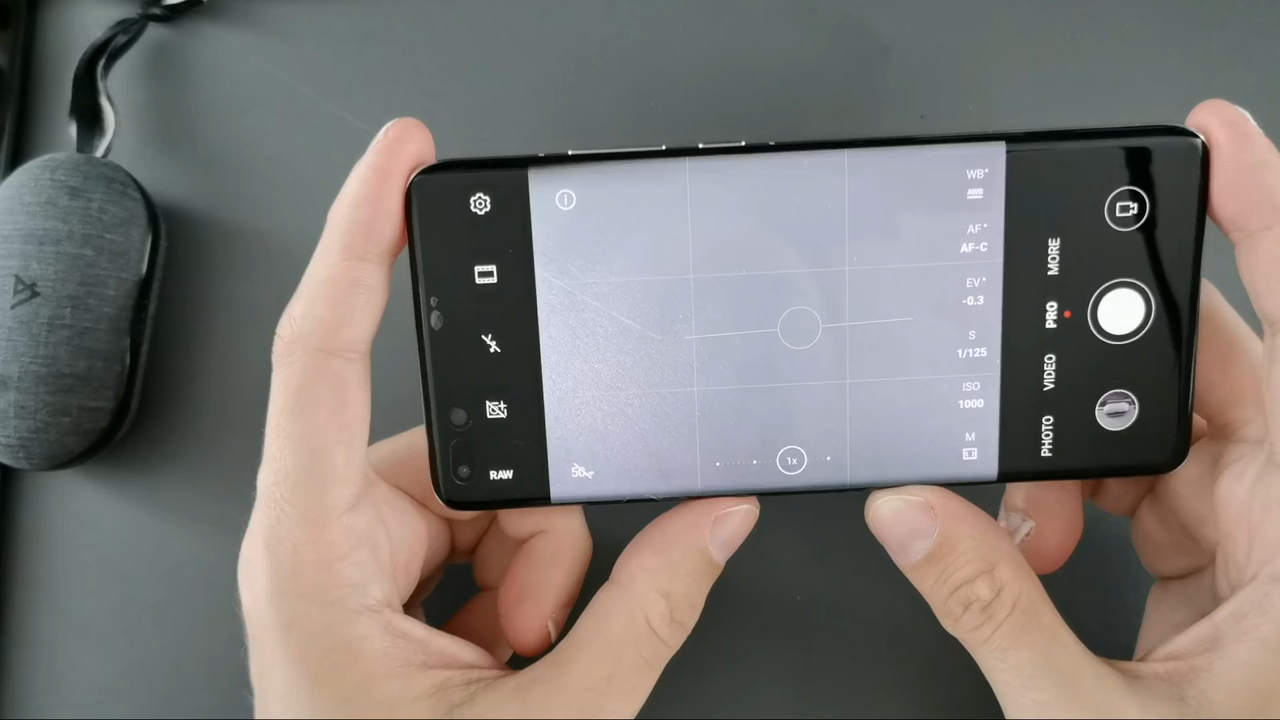 RAW
WB
AWB
AF
AF-C
EV
-0.3
S
1/125
ISO
1000
M
1x
MORE
PRO
VIDEO
PHOTO